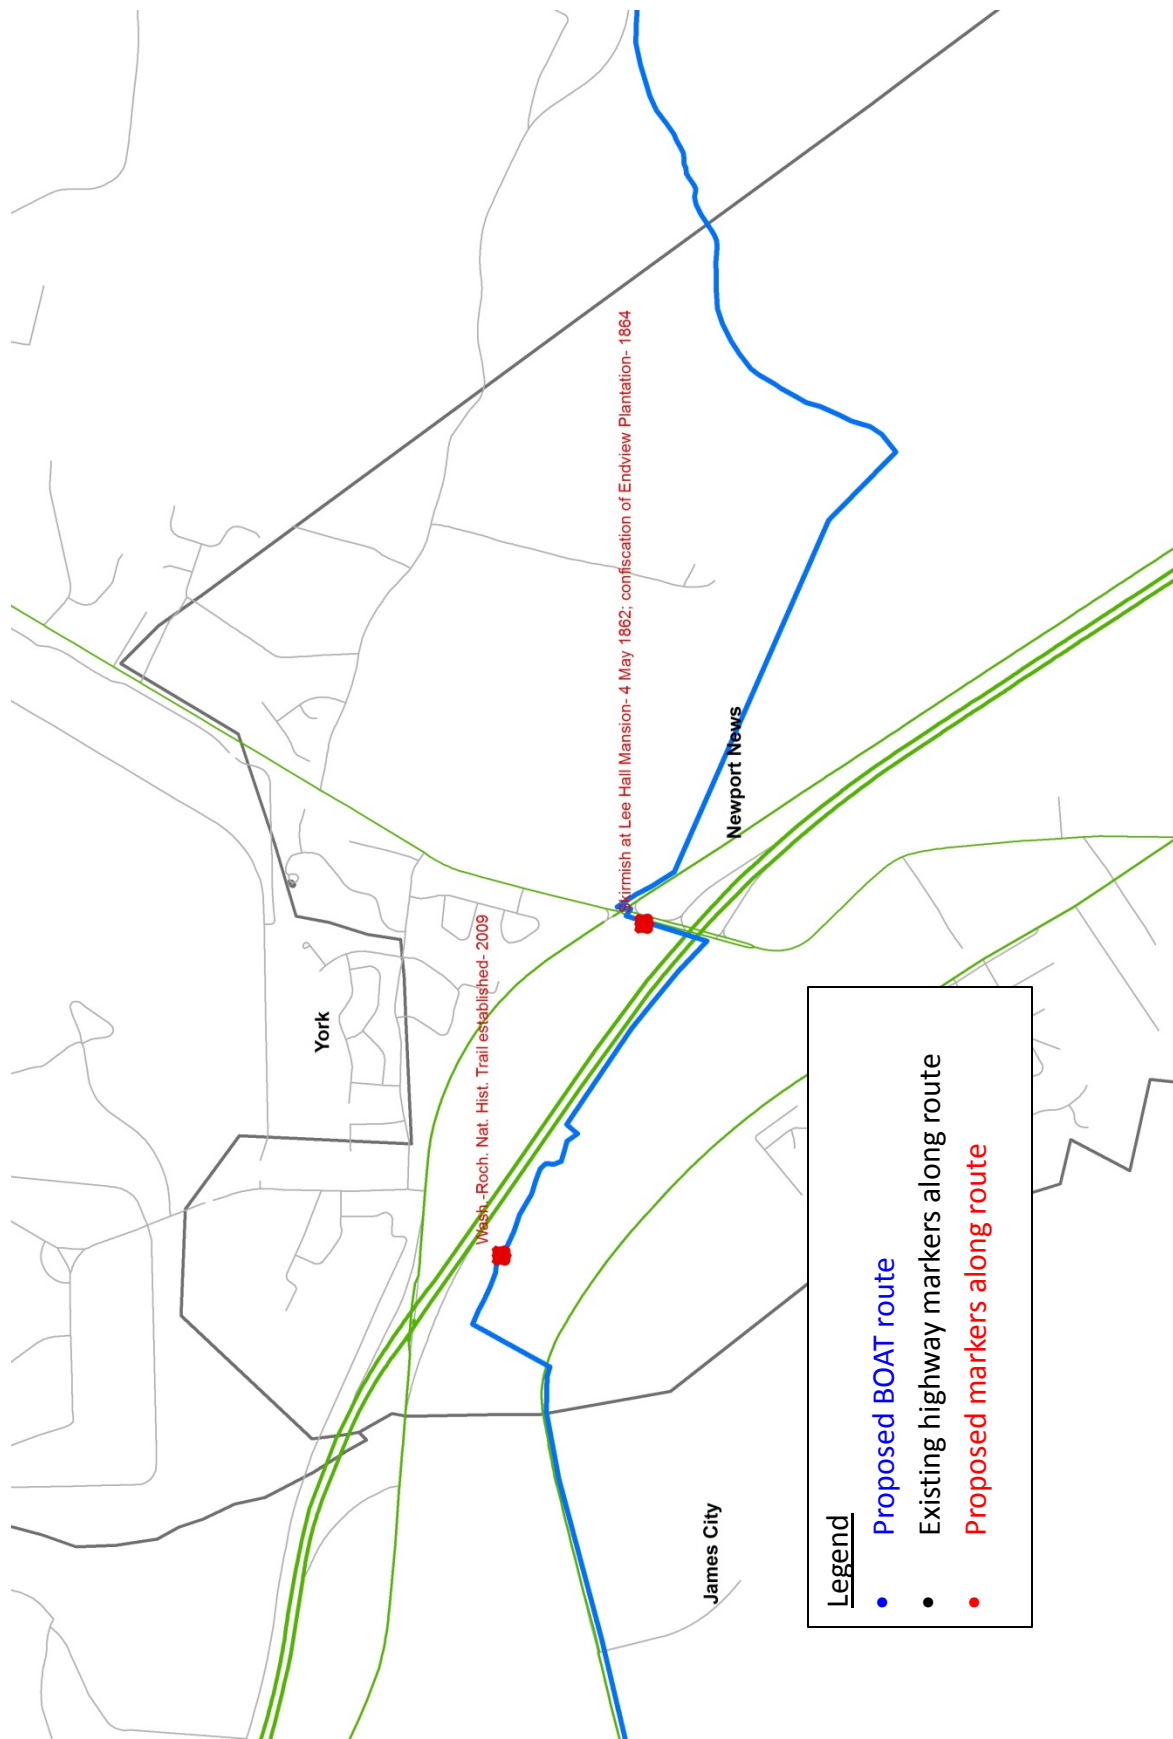 York
Wash.-Roch. Nat. Hist. Trail established- 2009
Skirmish at Lee Hall Mansion- 4 May 1862; confiscation of Endview Plantation- 1864
James City
Newport News
Legend
• Proposed BOAT route
• Existing highway markers along route
• Proposed markers along route